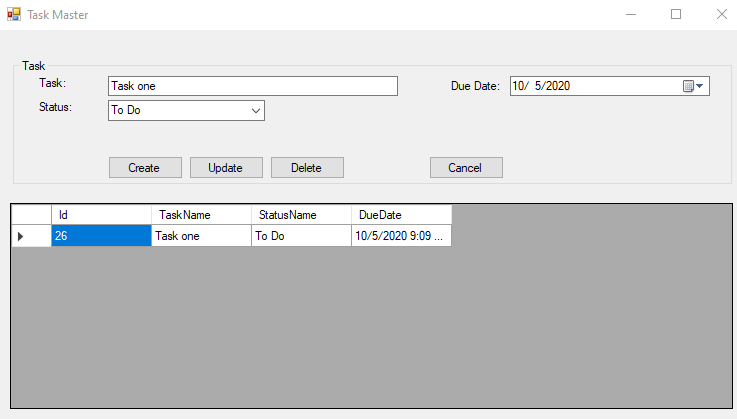 Task Master
Task
Task: Task one Due Date: 10/ 5/2020
Status: To Do
Create Update Delete Cancel
Id TaskName StatusName DueDate
26 Task one To Do 10/5/2020 9:09 ...